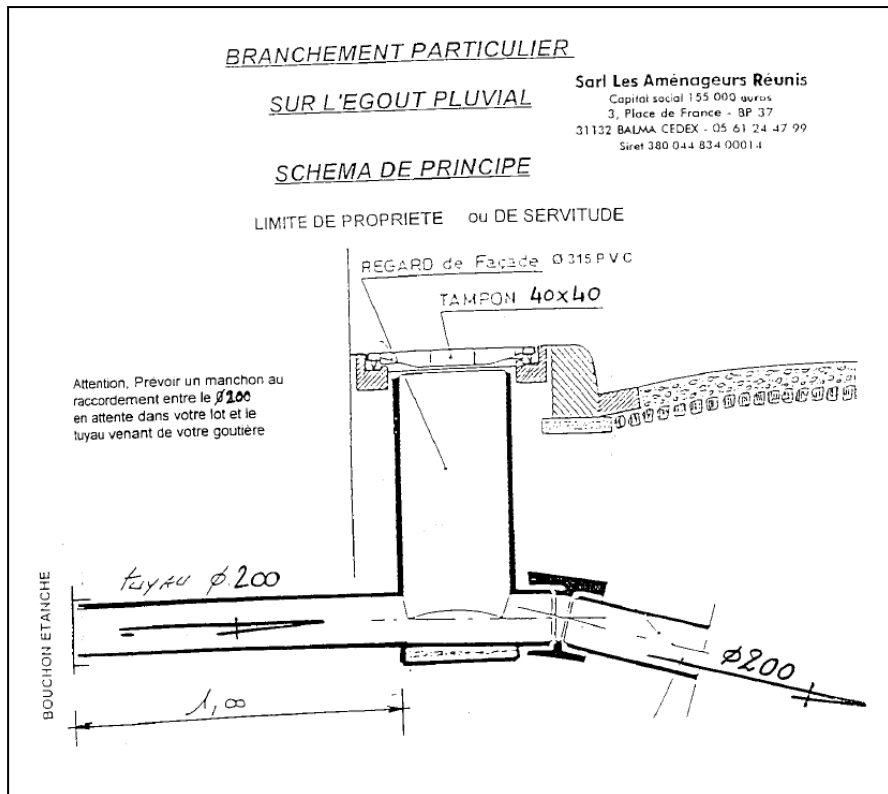 BRANCHEMENT PARTICULIER
SUR L'EGOUT PLUVIAL
SCHEMA DE PRINCIPE
Sarl Les Aménageurs Réunis
Capital social 155 000 euros
3, Place de France - BP 37
31132 BALMA CEDEX - 05 61 24 47 99
Siret 380 044 834 00014
LIMITE DE PROPRIETE ou DE SERVITUDE
REGARD de Façade Ø 315 P V C
TAMPON 40x40
Attention, Prévoir un manchon au
raccordement entre le Ø200
en attente dans votre lot et le
tuyau venant de votre goutière
BOUCHON ETANCHE
tuyau Ø 200
Ø200
1,00